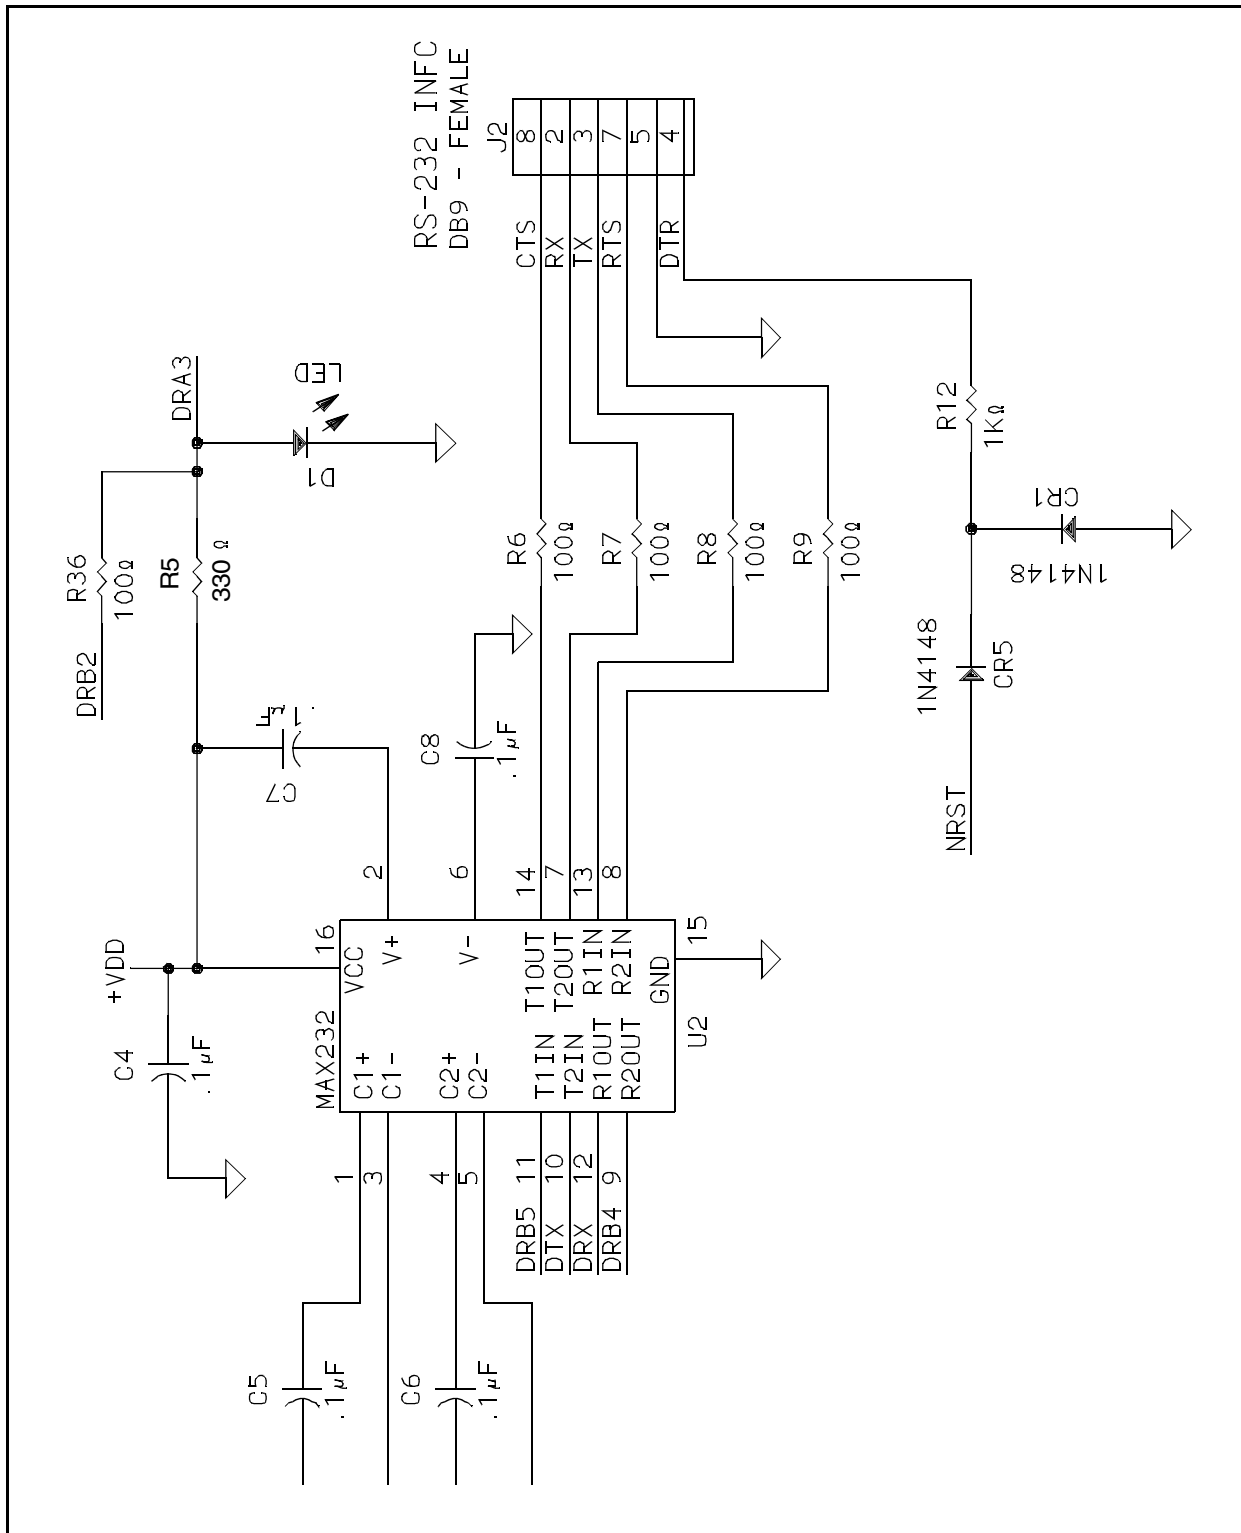 RS-232 INFC
DB9 - FEMALE
J2
8
2
3
7
5
4
CTS
RX
TX
RTS
DTR
DRA3
LED
D1
R36
100Ω
DRB2
R5
330 Ω
R6
100Ω
R7
100Ω
R8
100Ω
R9
100Ω
R12
1KΩ
CR1
1N4148
1N4148
CR5
NRST
C7
.1µF
C8
.1µF
+VDD
C4
.1µF
MAX232
U2
16
VCC
2
V+
6
V-
14
T1OUT
7
T2OUT
13
R1IN
8
R2IN
15
GND
C1+
C1-
C2+
C2-
T1IN
T2IN
R1OUT
R2OUT
1
3
4
5
DRB5 11
DTX 10
DRX 12
DRB4 9
C5
.1µF
C6
.1µF